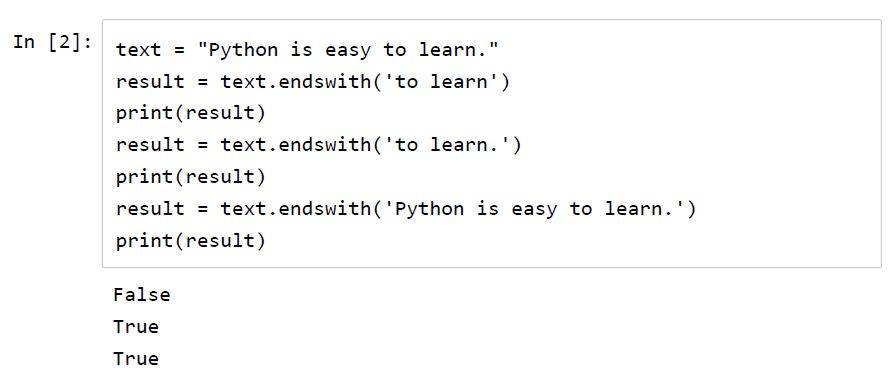 In [2]:
text = "Python is easy to learn."
result = text.endswith('to learn')
print(result)
result = text.endswith('to learn.')
print(result)
result = text.endswith('Python is easy to learn.')
print(result)
False
True
True